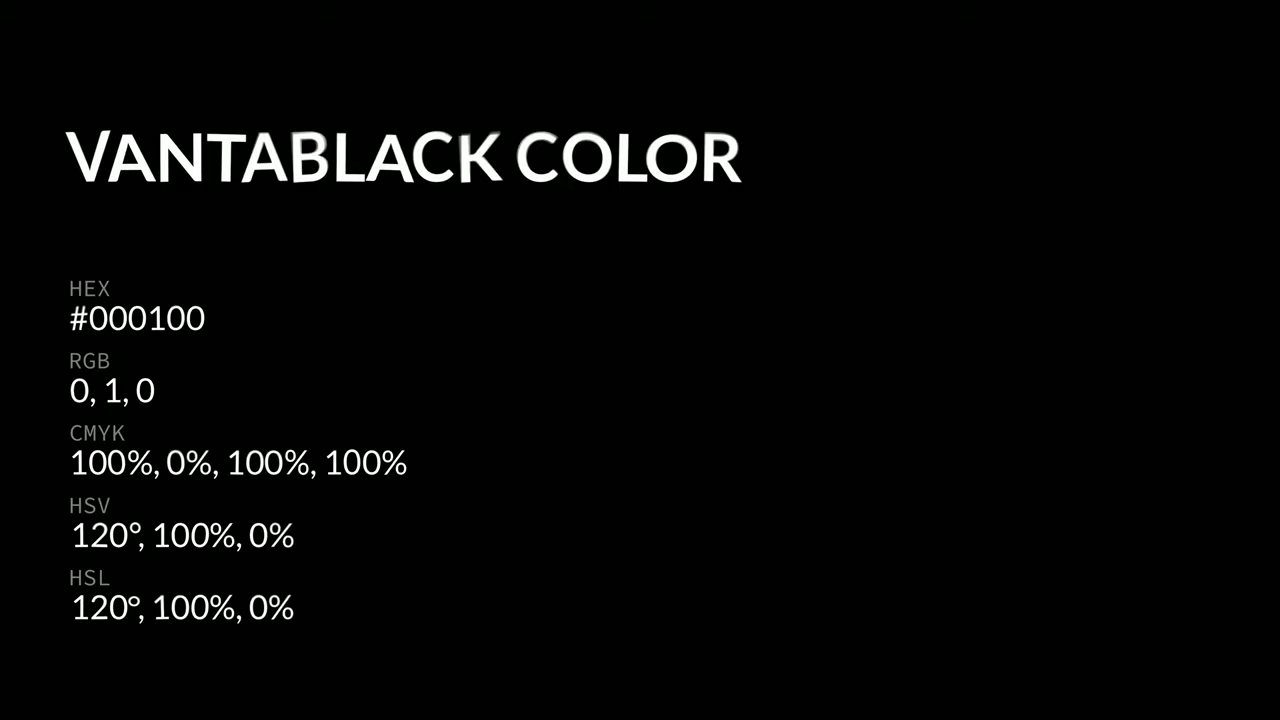 VANTABLACK COLOR
HEX
#000100
RGB
0, 1, 0
CMYK
100%, 0%, 100%, 100%
HSV
120°, 100%, 0%
HSL
120°, 100%, 0%